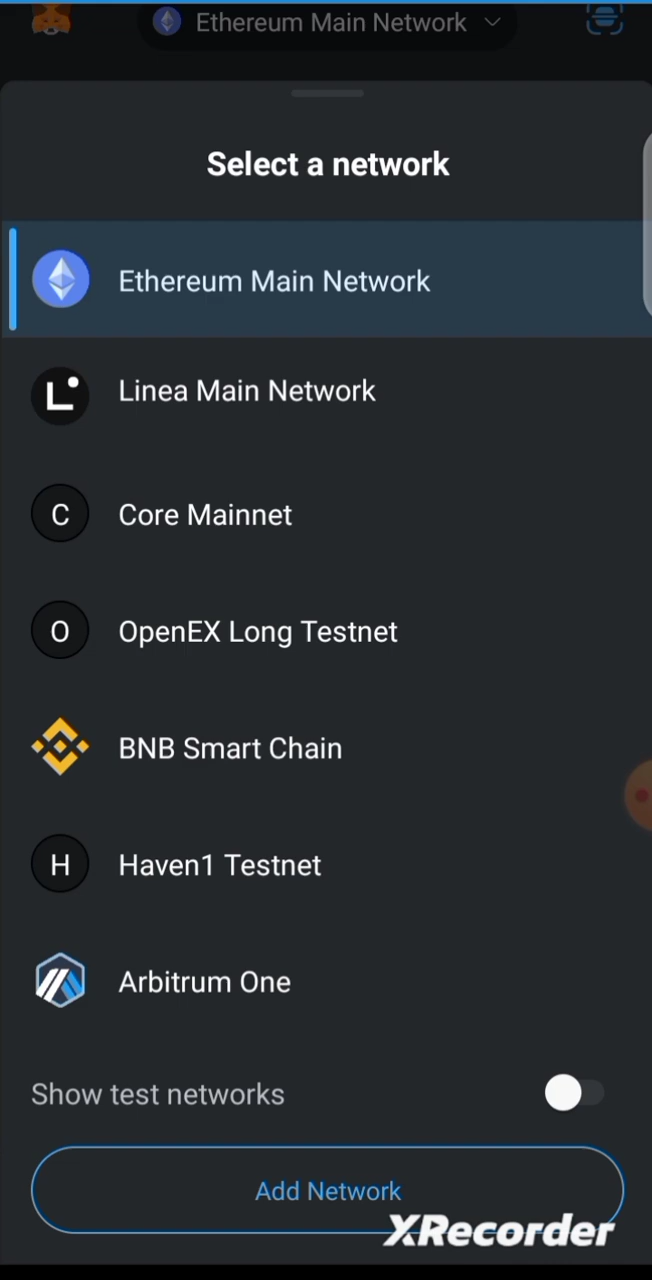 Ethereum Main Network
Select a network
Ethereum Main Network
L
Linea Main Network
C
Core Mainnet
O
OpenEX Long Testnet
BNB Smart Chain
H
Haven1 Testnet
Arbitrum One
Show test networks
Add Network
XRecorder